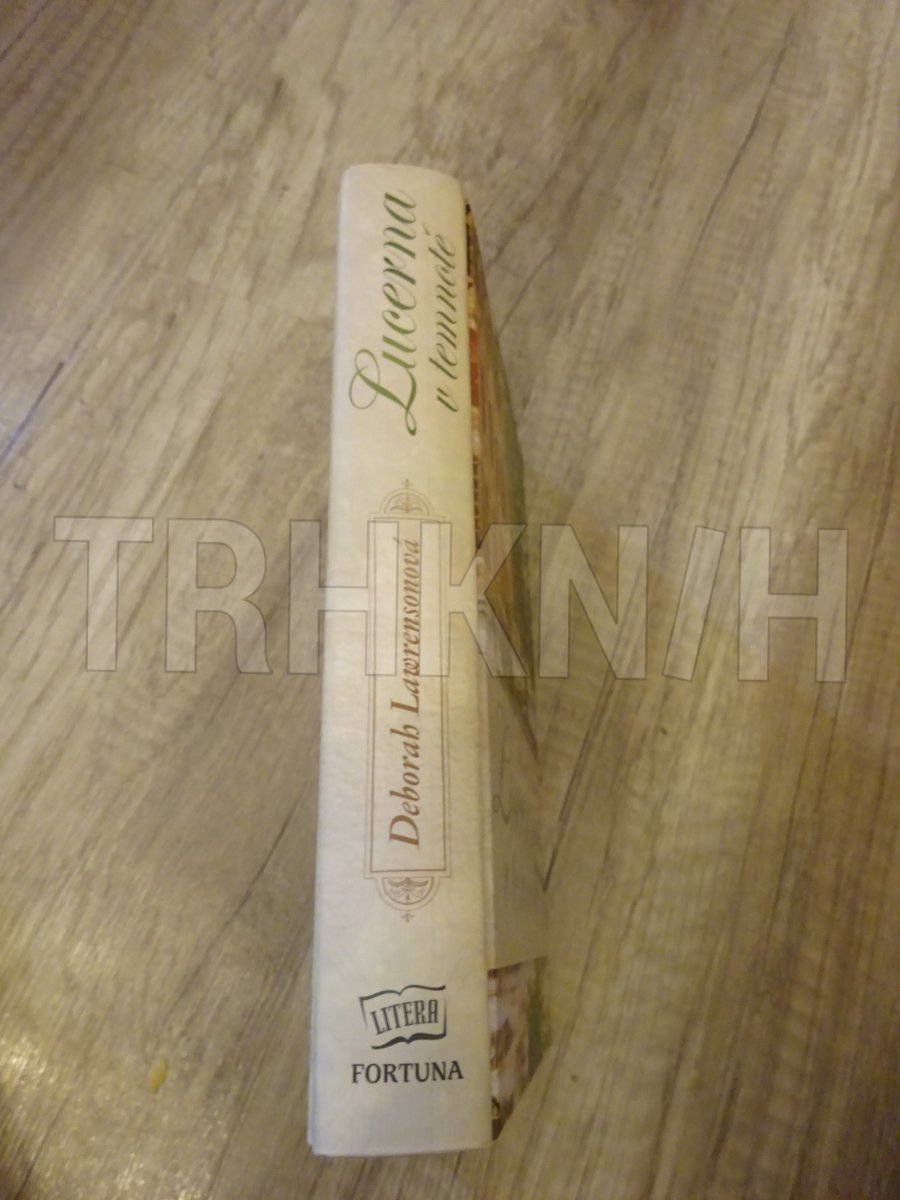 Lucerna
v temnotě
Deborah Lawrensonová
LITERA
FORTUNA
TRHKNIH